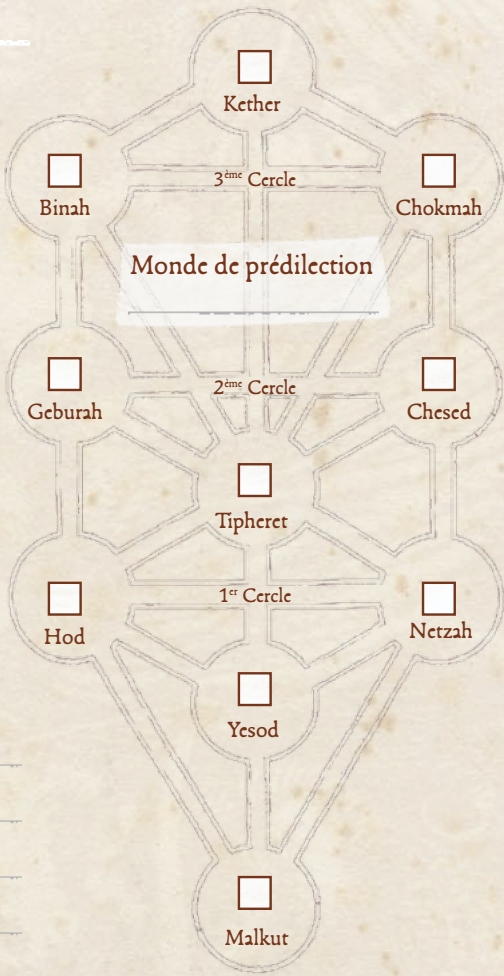 Kether
3ème Cercle
Binah
Chokmah
Monde de prédilection
2ème Cercle
Geburah
Chesed
Tipheret
1er Cercle
Hod
Netzah
Yesod
Malkut